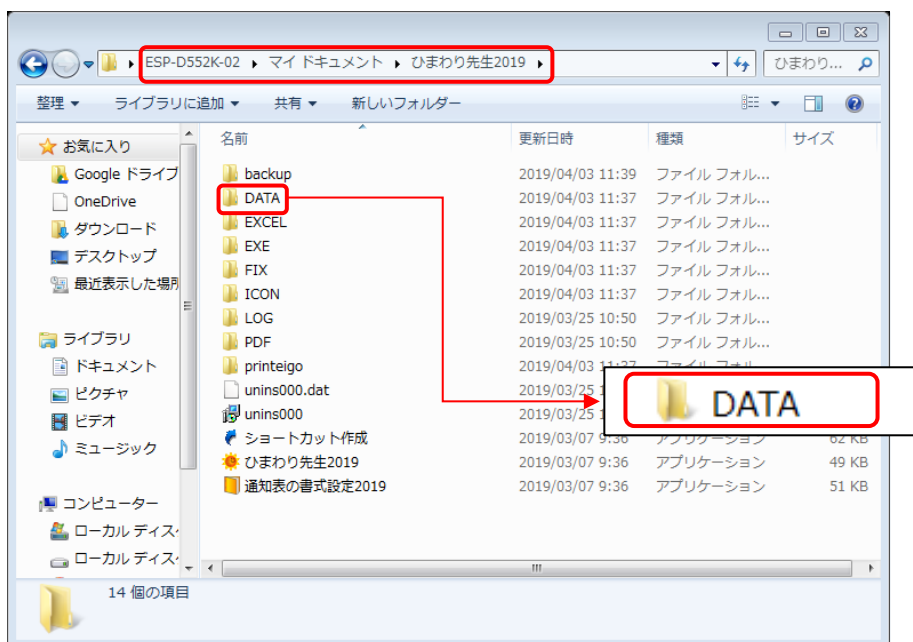 ESP-D552K-02 ▸ マイ ドキュメント ▸ ひまわり先生2019 ▸ ひまわり...
整理 ▼ ライブラリに追加 ▼ 共有 ▼ 新しいフォルダー
名前 更新日時 種類 サイズ
お気に入り
Google ドライブ
OneDrive
ダウンロード
デスクトップ
最近表示した場所
ライブラリ
ドキュメント
ピクチャ
ビデオ
ミュージック
コンピューター
ローカル ディス
ローカル ディス
backup 2019/04/03 11:39 ファイル フォル...
DATA 2019/04/03 11:37 ファイル フォル...
EXCEL 2019/04/03 11:37 ファイル フォル...
EXE 2019/04/03 11:37 ファイル フォル...
FIX 2019/04/03 11:37 ファイル フォル...
ICON 2019/04/03 11:37 ファイル フォル...
LOG 2019/03/25 10:50 ファイル フォル...
PDF 2019/03/25 10:50 ファイル フォル...
printeigo 2019/04/03 11:37 ファイル フォル...
unins000.dat 2019/03/25
unins000 2019/03/25
ショートカット作成 2019/03/07 9:36 アプリケーション 62 KB
ひまわり先生2019 2019/03/07 9:36 アプリケーション 49 KB
通知表の書式設定2019 2019/03/07 9:36 アプリケーション 51 KB
DATA
14 個の項目